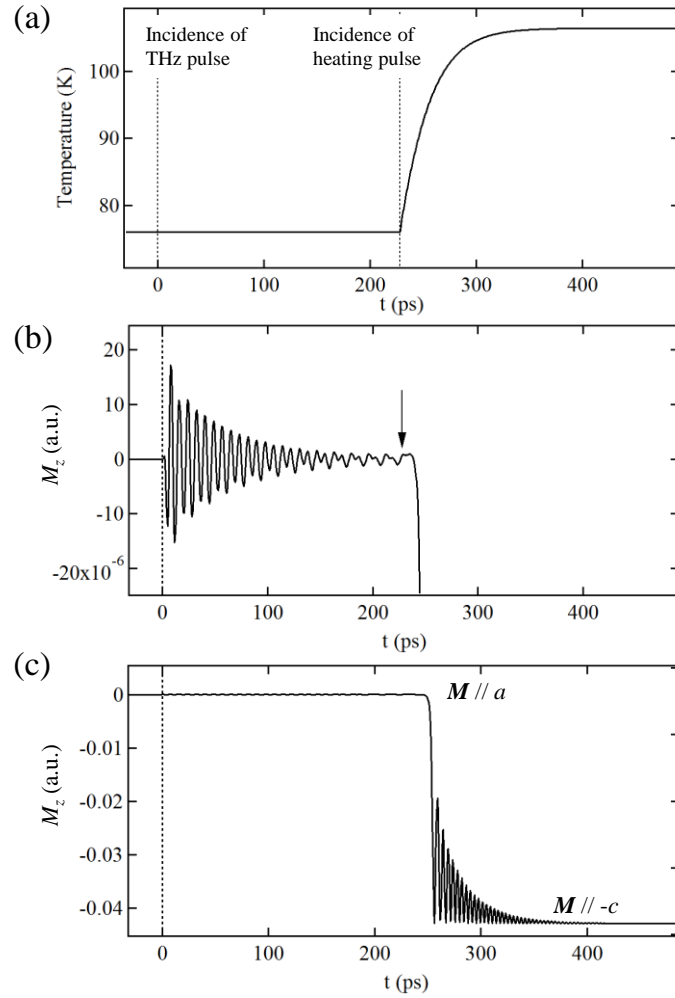 (a)
Incidence of
THz pulse
Incidence of
heating pulse
Temperature (K)
100
90
80
0
100
200
300
400
t (ps)
(b)
M_z (a.u.)
20
10
0
-10
-20x10^-6
0
100
200
300
400
t (ps)
(c)
M_z (a.u.)
0
-0.01
-0.02
-0.03
-0.04
M // a
M // -c
0
100
200
300
400
t (ps)